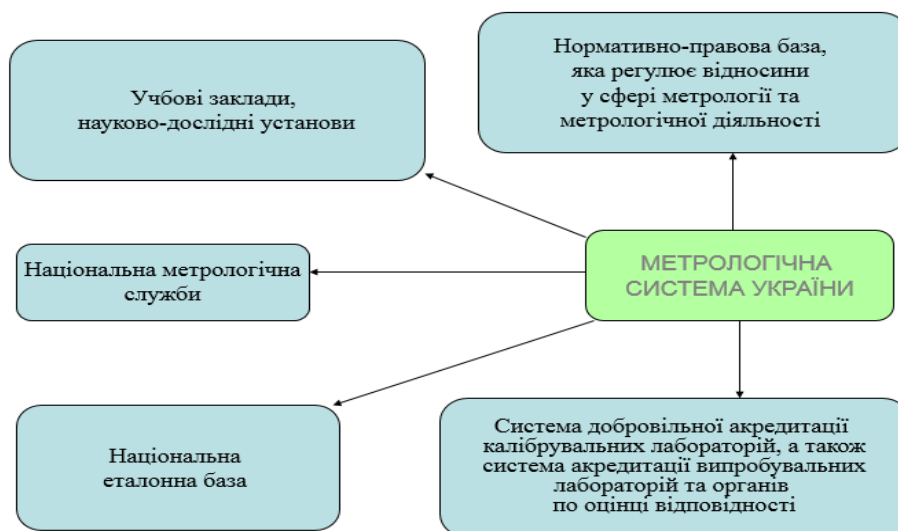 Учбові заклади,
науково-дослідні установи
Нормативно-правова база,
яка регулює відносини
у сфері метрології та
метрологічної діяльності
Національна метрологічна
служби
МЕТРОЛОГІЧНА
СИСТЕМА УКРАЇНИ
Національна
еталонна база
Система добровільної акредитації
калібрувальних лабораторій, а також
система акредитації випробувальних
лабораторій та органів
по оцінці відповідності